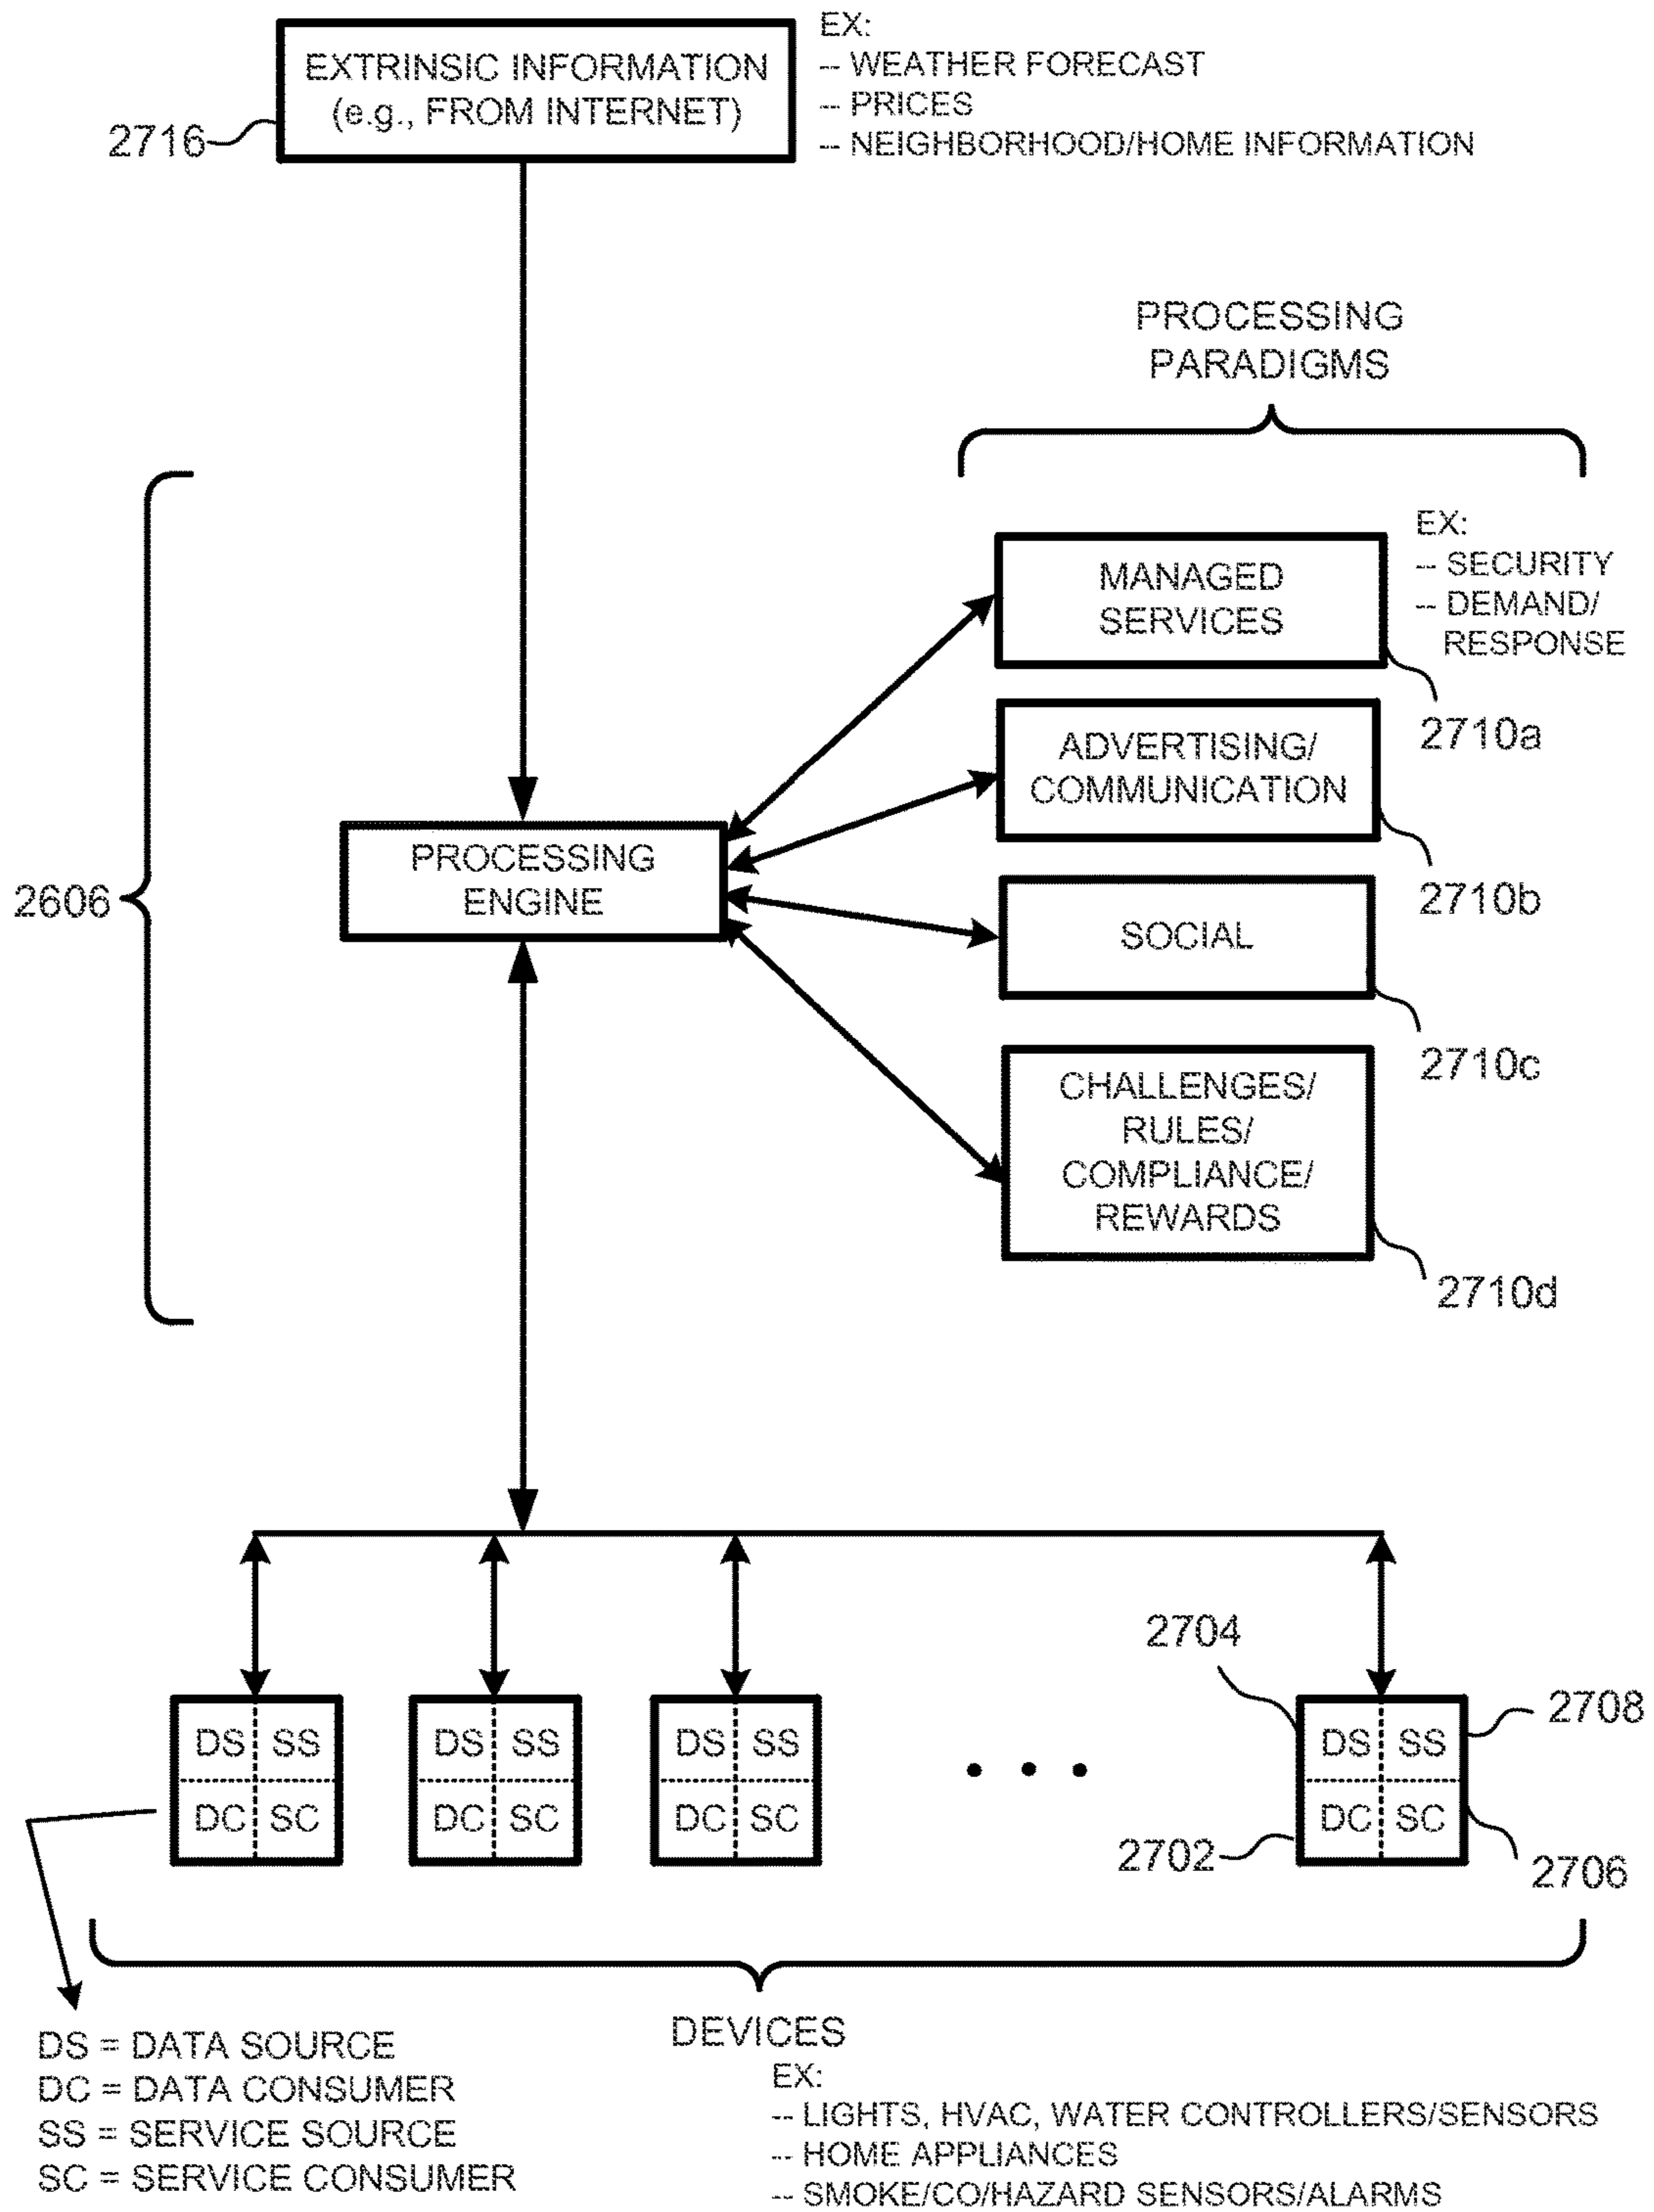 EXTRINSIC INFORMATION
(e.g., FROM INTERNET)
2716
EX:
-- WEATHER FORECAST
-- PRICES
-- NEIGHBORHOOD/HOME INFORMATION
PROCESSING
PARADIGMS
MANAGED
SERVICES
EX:
-- SECURITY
-- DEMAND/
RESPONSE
2710a
ADVERTISING/
COMMUNICATION
2710b
PROCESSING
ENGINE
2606
SOCIAL
2710c
CHALLENGES/
RULES/
COMPLIANCE/
REWARDS
2710d
2704
2708
DS SS
DC SC
DS SS
DC SC
DS SS
DC SC
DS SS
DC SC
2702
2706
DS = DATA SOURCE
DC = DATA CONSUMER
SS = SERVICE SOURCE
SC = SERVICE CONSUMER
DEVICES
EX:
-- LIGHTS, HVAC, WATER CONTROLLERS/SENSORS
-- HOME APPLIANCES
-- SMOKE/CO/HAZARD SENSORS/ALARMS